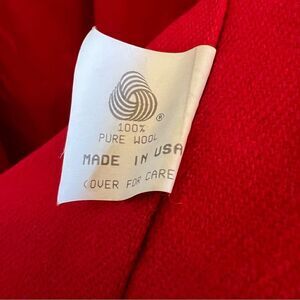 ®
100%
PURE WOOL
MADE IN USA
COVER FOR CARE